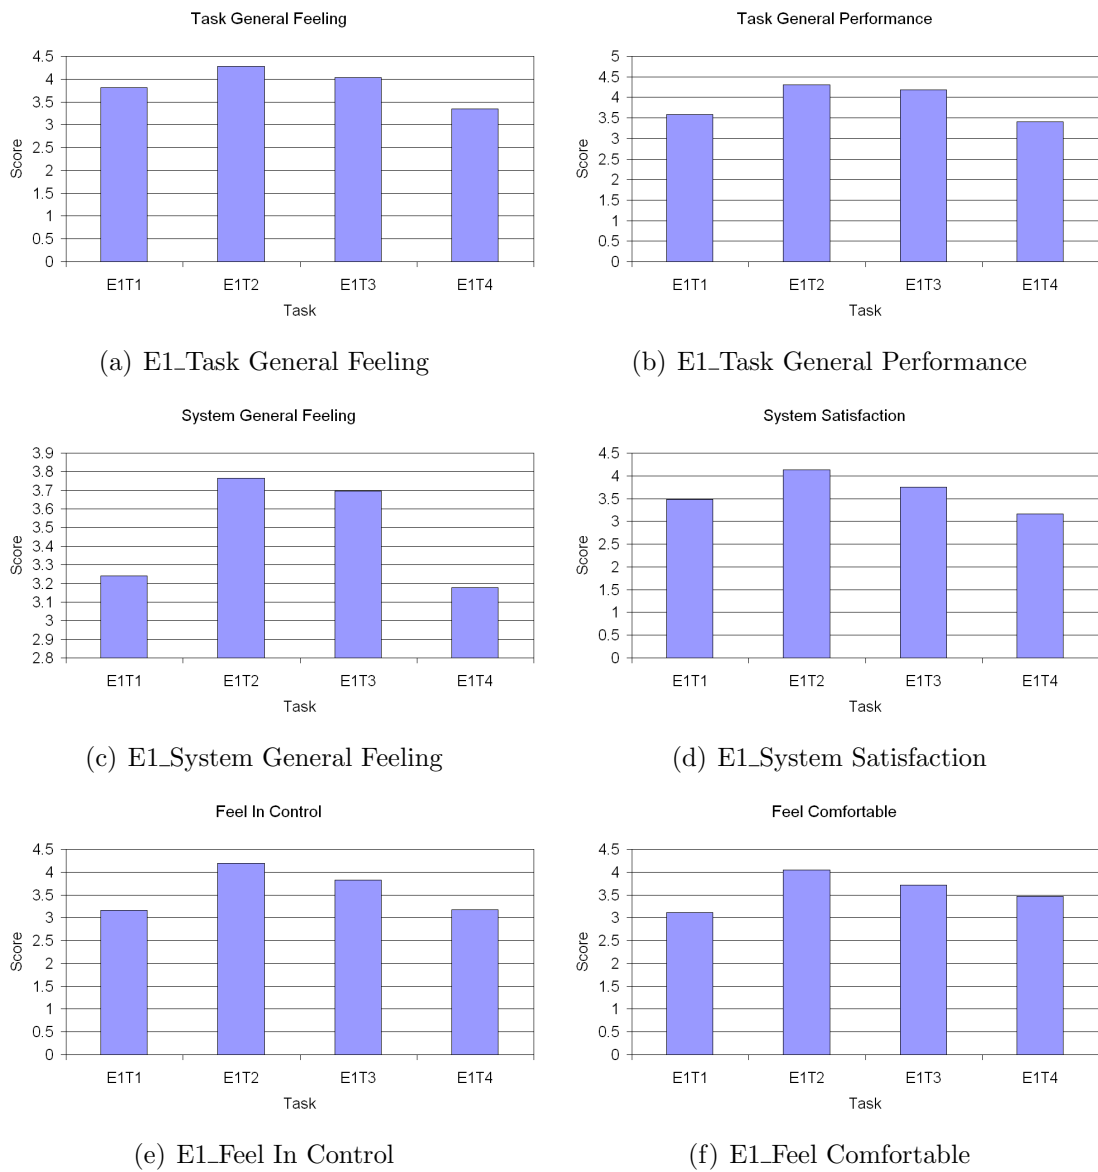 Task General Feeling
4.5
4
3.5
3
2.5
2
1.5
1
0.5
0
Score
E1T1 E1T2 E1T3 E1T4
Task
(a) E1_Task General Feeling
Task General Performance
5
4.5
4
3.5
3
2.5
2
1.5
1
0.5
0
Score
E1T1 E1T2 E1T3 E1T4
Task
(b) E1_Task General Performance
System General Feeling
3.9
3.8
3.7
3.6
3.5
3.4
3.3
3.2
3.1
3
2.9
2.8
Score
E1T1 E1T2 E1T3 E1T4
Task
(c) E1_System General Feeling
System Satisfaction
4.5
4
3.5
3
2.5
2
1.5
1
0.5
0
Score
E1T1 E1T2 E1T3 E1T4
Task
(d) E1_System Satisfaction
Feel In Control
4.5
4
3.5
3
2.5
2
1.5
1
0.5
0
Score
E1T1 E1T2 E1T3 E1T4
Task
(e) E1_Feel In Control
Feel Comfortable
4.5
4
3.5
3
2.5
2
1.5
1
0.5
0
Score
E1T1 E1T2 E1T3 E1T4
Task
(f) E1_Feel Comfortable